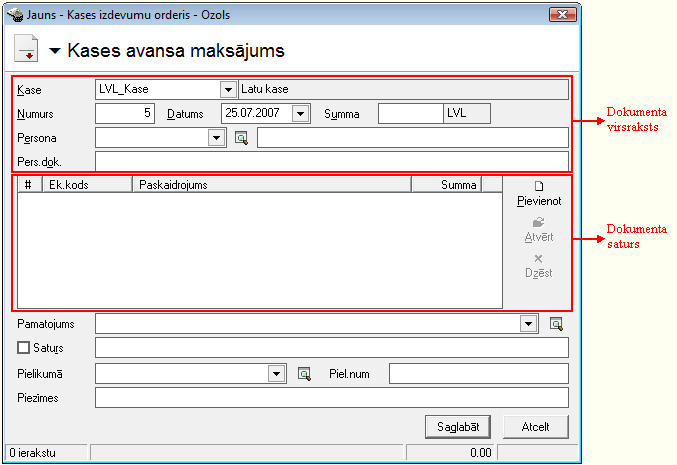 Jauns - Kases izdevumu orderis - Ozols
Kases avansa maksājums
Kase LVL_Kase Latu kase
Numurs 5 Datums 25.07.2007 Summa LVL
Persona
Pers.dok.
Dokumenta
virsraksts
# Ek.kods Paskaidrojums Summa
Pievienot
Atvērt
Dzēst
Dokumenta
saturs
Pamatojums
Saturs
Pielikumā Piel.num
Piezīmes
Saglabāt Atcelt
0 ierakstu 0.00